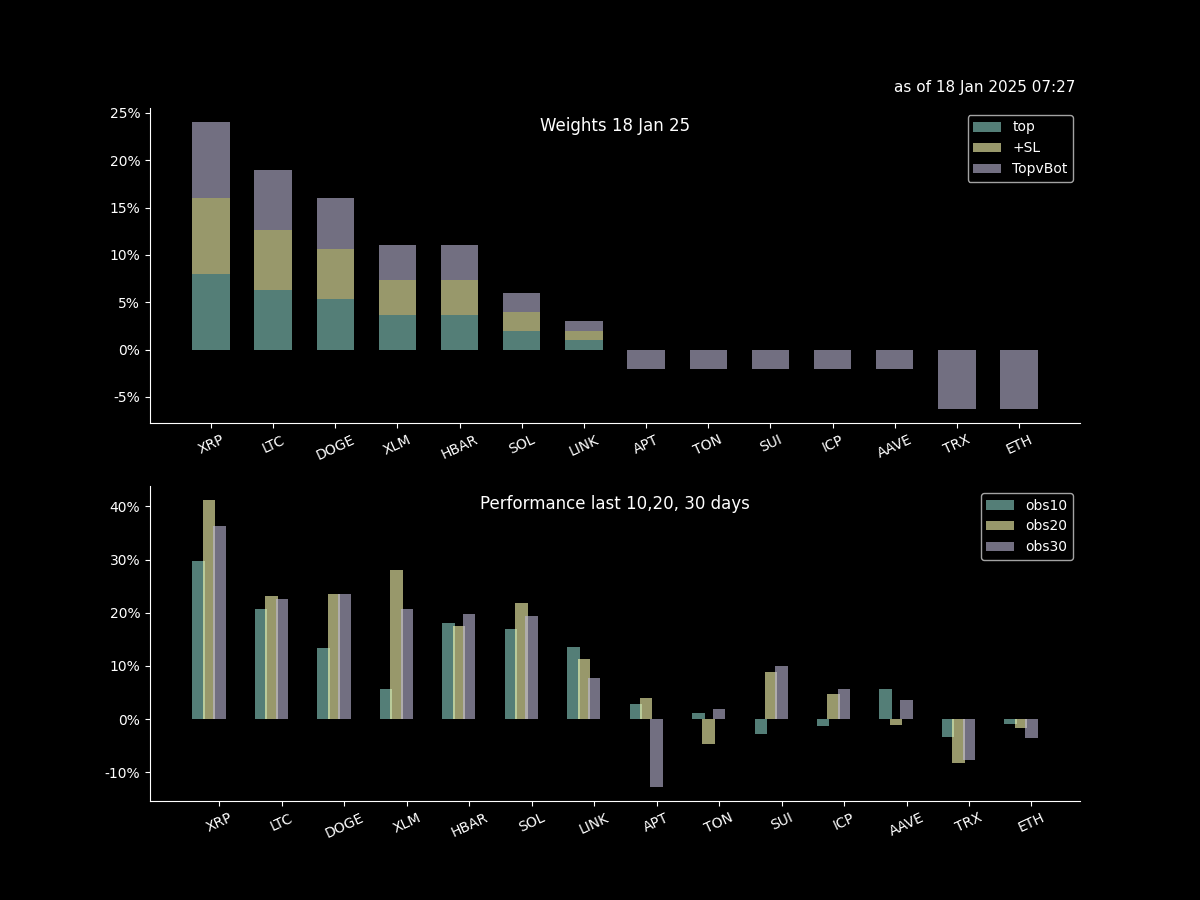 as of 18 Jan 2025 07:27
Weights 18 Jan 25
top
+SL
TopvBot
25%
20%
15%
10%
5%
0%
-5%
XRP LTC DOGE XLM HBAR SOL LINK APT TON SUI ICP AAVE TRX ETH
Performance last 10,20, 30 days
obs10
obs20
obs30
40%
30%
20%
10%
0%
-10%
XRP LTC DOGE XLM HBAR SOL LINK APT TON SUI ICP AAVE TRX ETH